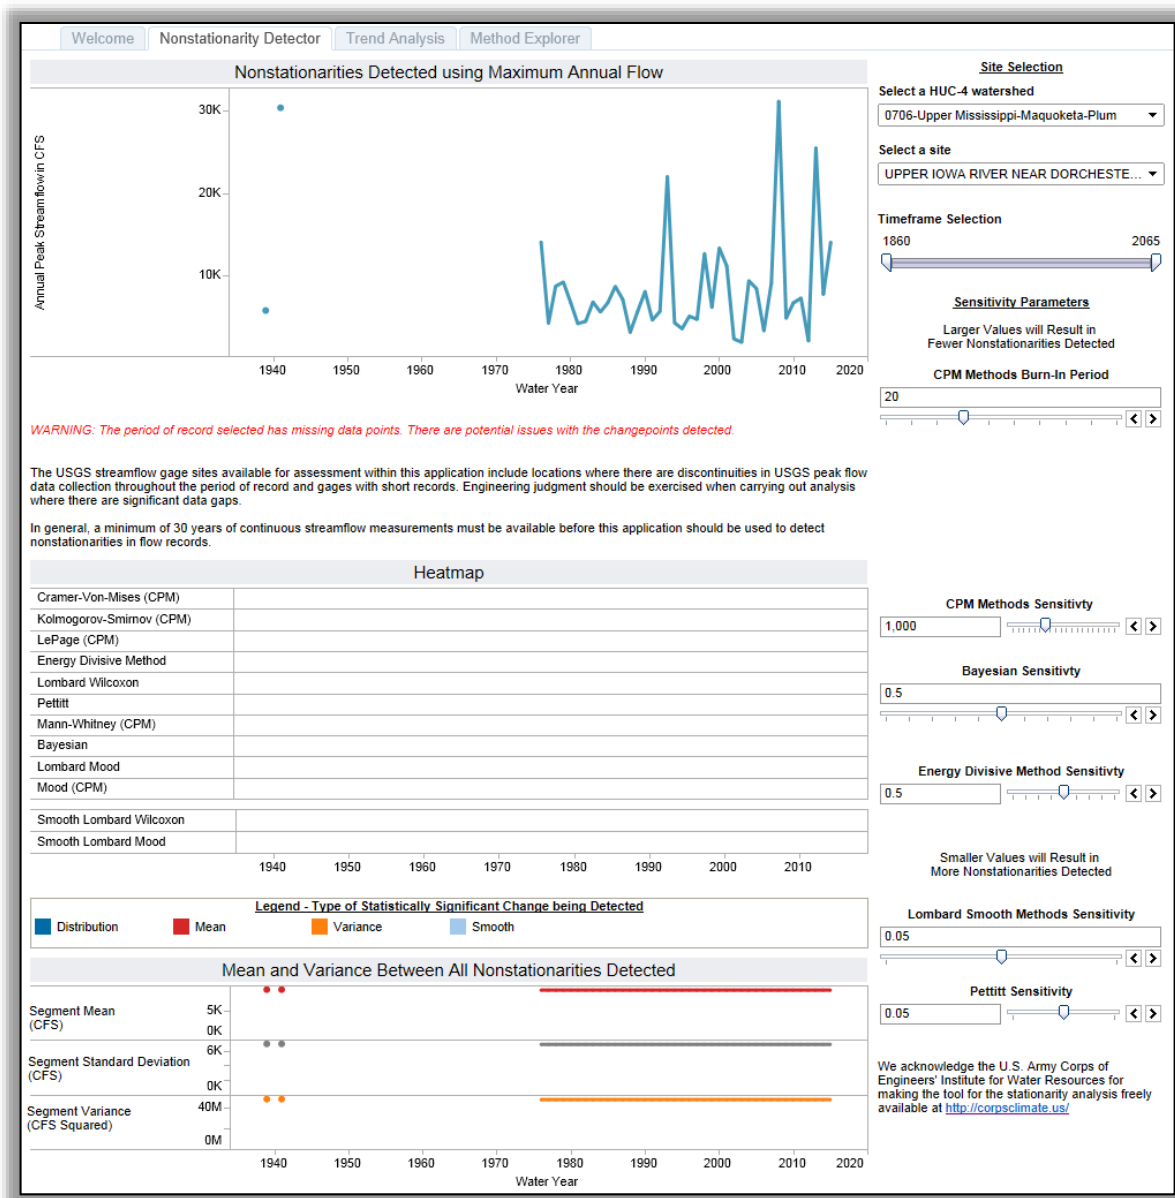 Welcome
Nonstationarity Detector
Trend Analysis
Method Explorer
Nonstationarities Detected using Maximum Annual Flow
Annual Peak Streamflow in CFS
30K
20K
10K
1940 1950 1960 1970 1980 1990 2000 2010 2020
Water Year
WARNING: The period of record selected has missing data points. There are potential issues with the changepoints detected.
The USGS streamflow gage sites available for assessment within this application include locations where there are discontinuities in USGS peak flow
data collection throughout the period of record and gages with short records. Engineering judgment should be exercised when carrying out analysis
where there are significant data gaps.
In general, a minimum of 30 years of continuous streamflow measurements must be available before this application should be used to detect
nonstationarities in flow records.
Heatmap
Cramer-Von-Mises (CPM)
Kolmogorov-Smirnov (CPM)
LePage (CPM)
Energy Divisive Method
Lombard Wilcoxon
Pettitt
Mann-Whitney (CPM)
Bayesian
Lombard Mood
Mood (CPM)
Smooth Lombard Wilcoxon
Smooth Lombard Mood
1940 1950 1960 1970 1980 1990 2000 2010
Legend - Type of Statistically Significant Change being Detected
Distribution Mean Variance Smooth
Mean and Variance Between All Nonstationarities Detected
Segment Mean
(CFS)
5K
0K
Segment Standard Deviation
(CFS)
6K
0K
Segment Variance
(CFS Squared)
40M
0M
1940 1950 1960 1970 1980 1990 2000 2010 2020
Water Year
Site Selection
Select a HUC-4 watershed
0706-Upper Mississippi-Maquoketa-Plum
Select a site
UPPER IOWA RIVER NEAR DORCHESTE...
Timeframe Selection
1860 2065
Sensitivity Parameters
Larger Values will Result in
Fewer Nonstationarities Detected
CPM Methods Burn-In Period
20
CPM Methods Sensitivty
1,000
Bayesian Sensitivty
0.5
Energy Divisive Method Sensitivty
0.5
Smaller Values will Result in
More Nonstationarities Detected
Lombard Smooth Methods Sensitivity
0.05
Pettitt Sensitivity
0.05
We acknowledge the U.S. Army Corps of
Engineers' Institute for Water Resources for
making the tool for the stationarity analysis freely
available at http://corpsclimate.us/